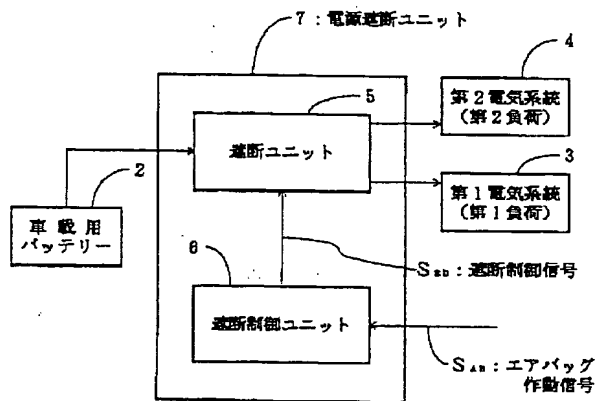 7:電源遮断ユニット
4
5
第2電気系統
(第2負荷)
遮断ユニット
3
2
第1電気系統
(第1負荷)
車載用
バッテリー
6
SSD:遮断制御信号
遮断制御ユニット
SAB:エアバッグ
作動信号